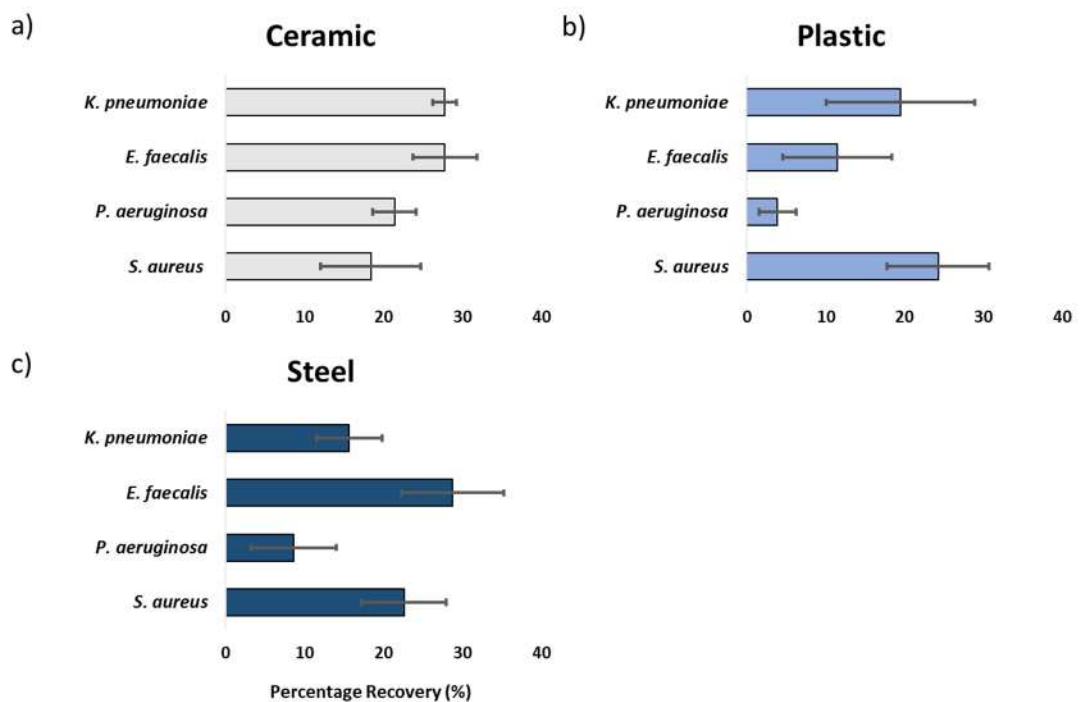 a)
Ceramic
K. pneumoniae
E. faecalis
P. aeruginosa
S. aureus
0 10 20 30 40
b)
Plastic
K. pneumoniae
E. faecalis
P. aeruginosa
S. aureus
0 10 20 30 40
c)
Steel
K. pneumoniae
E. faecalis
P. aeruginosa
S. aureus
0 10 20 30 40
Percentage Recovery (%)